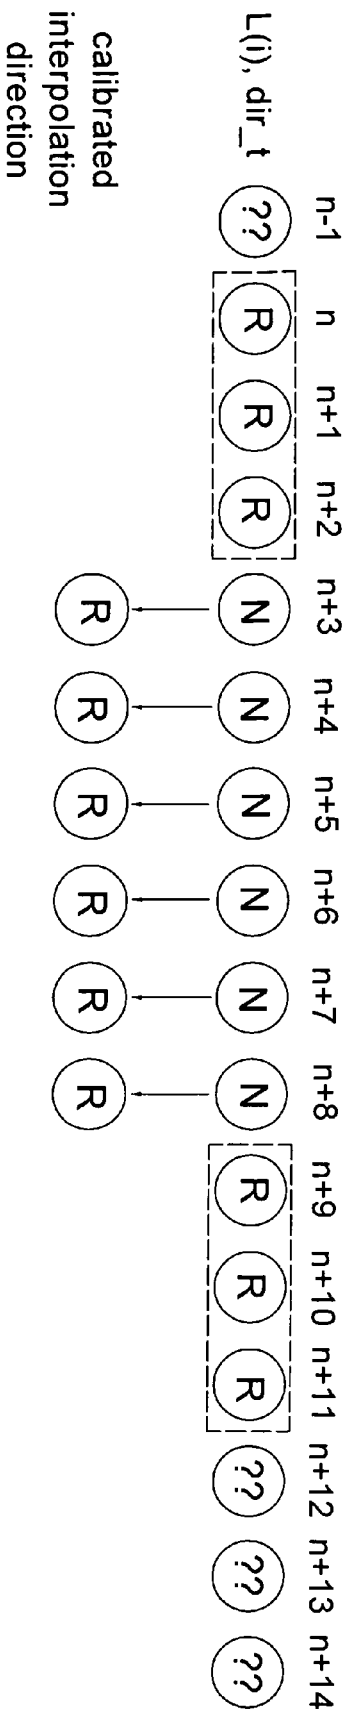 n-1 n n+1 n+2 n+3 n+4 n+5 n+6 n+7 n+8 n+9 n+10 n+11 n+12 n+13 n+14
L(i), dir_t ?? R R R N N N N N N R R R ?? ?? ??
calibrated R R R R R R
interpolation
direction